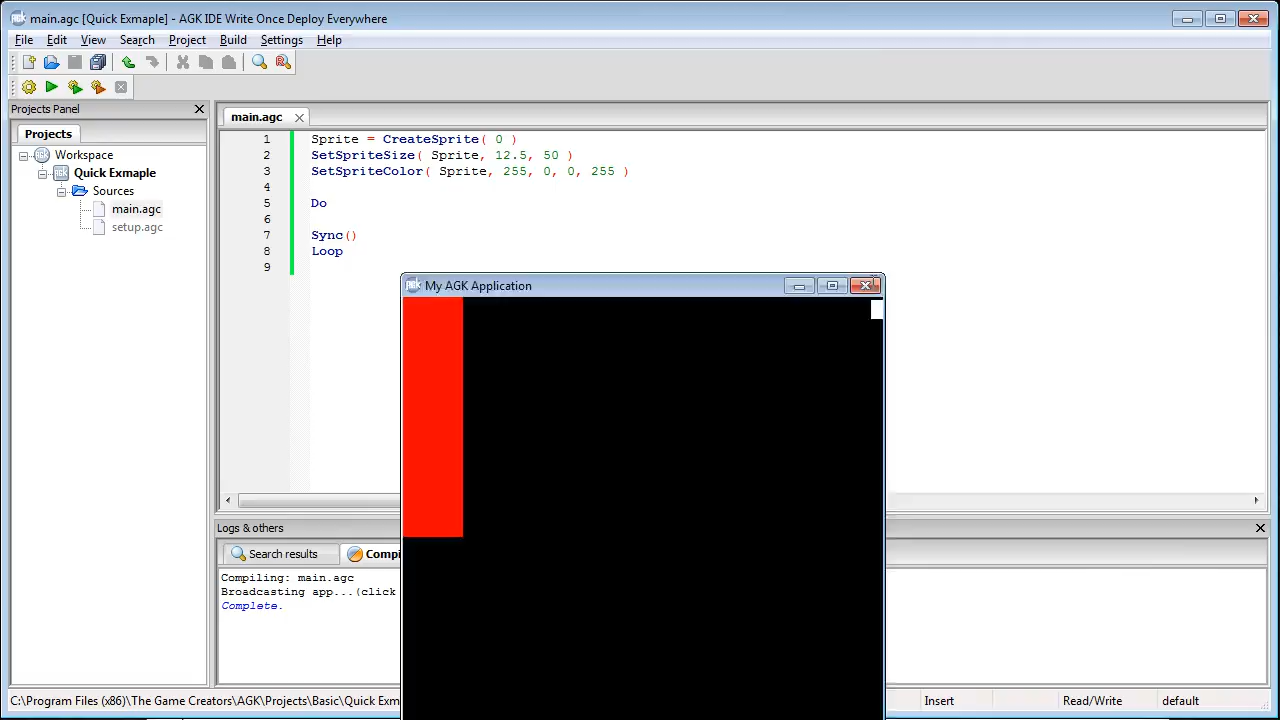 main.agc [Quick Exmaple] - AGK IDE Write Once Deploy Everywhere
File Edit View Search Project Build Settings Help
Projects Panel
Projects
Workspace
Quick Exmaple
Sources
main.agc
setup.agc
main.agc
1 Sprite = CreateSprite( 0 )
2 SetSpriteSize( Sprite, 12.5, 50 )
3 SetSpriteColor( Sprite, 255, 0, 0, 255 )
4
5 Do
6
7 Sync()
8 Loop
9
AGK My AGK Application
Logs & others
Search results
Compi
Compiling: main.agc
Broadcasting app...(click
Complete.
C:\Program Files (x86)\The Game Creators\AGK\Projects\Basic\Quick Exm
Insert
Read/Write
default